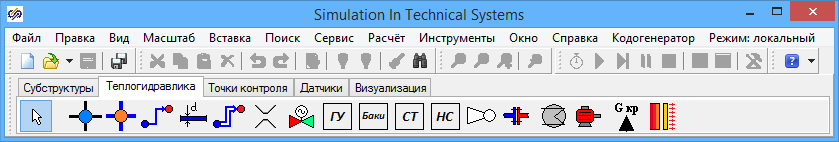 Simulation In Technical Systems
Файл Правка Вид Масштаб Вставка Поиск Сервис Расчёт Инструменты Окно Справка Кодогенератор Режим: локальный
Субструктуры Теплогидравлика Точки контроля Датчики Визуализация
d ГУ Баки СТ НС G кр